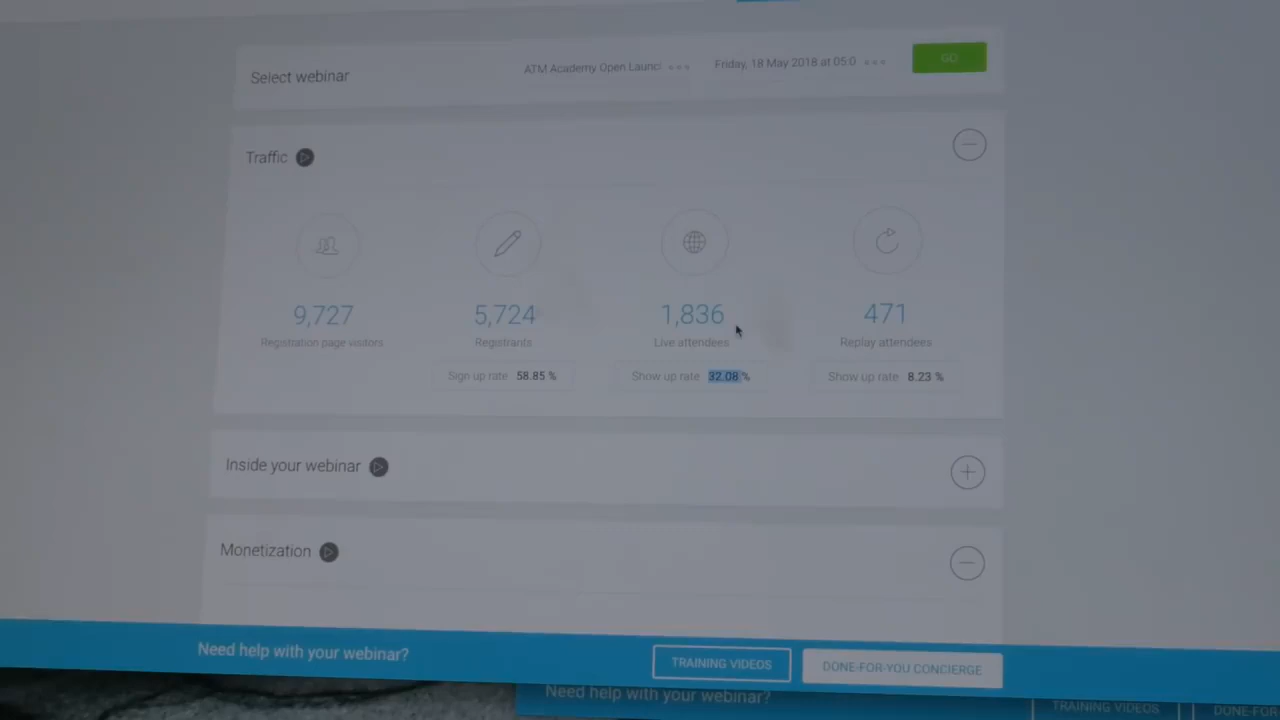 Select webinar
ATM Academy Open Launc
Friday, 18 May 2018 at 05:0
GO
Traffic
9,727
5,724
1,836
471
Registration page visitors
Registrants
Live attendees
Replay attendees
Sign up rate 58.85 %
Show up rate 32.08 %
Show up rate 8.23 %
Inside your webinar
Monetization
Need help with your webinar?
TRAINING VIDEOS
DONE-FOR-YOU CONCIERGE
Need help with your webinar?
TRAINING VIDEOS
DONE-FOR